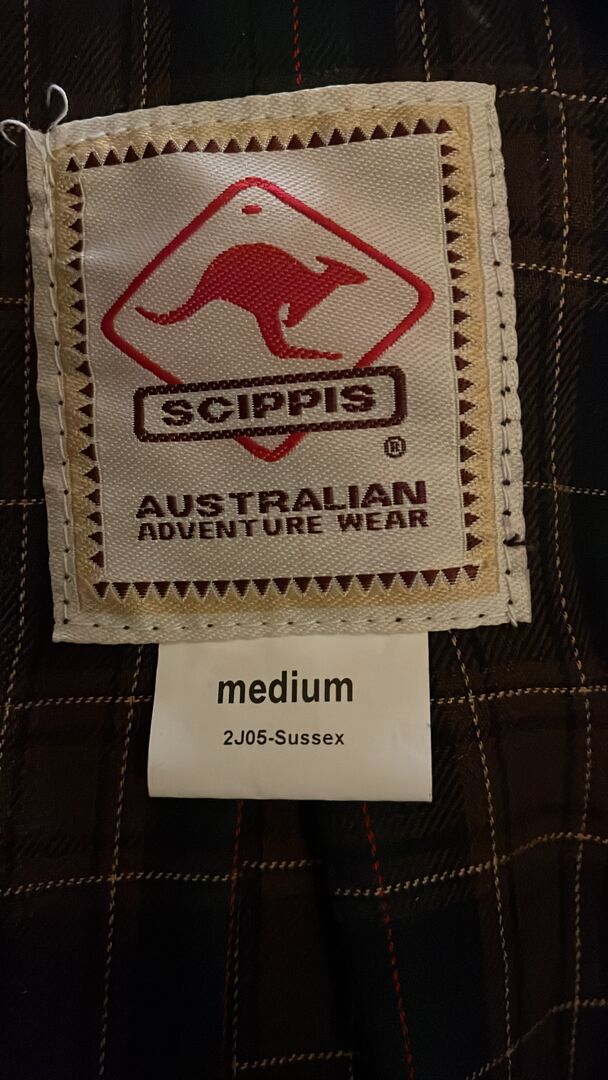 SCIPPIS
®
AUSTRALIAN
ADVENTURE WEAR
medium
2J05-Sussex